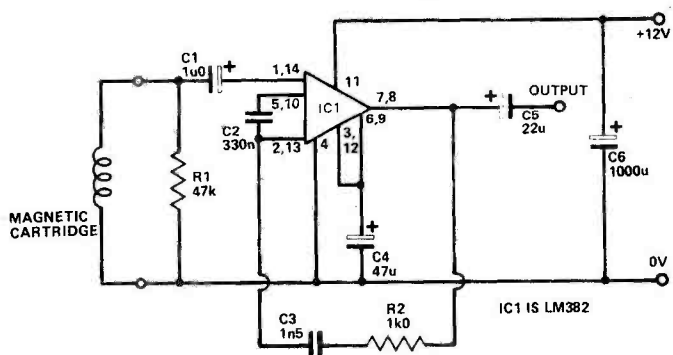 +12V
C1
1u0
+
1,14
11
5,10
IC1
7,8
6,9
+
OUTPUT
C5
22u
C2
330n
2,13
4
3,
12
+
C6
1000u
R1
47k
MAGNETIC
CARTRIDGE
+
C4
47u
0V
C3
1n5
R2
1k0
IC1 IS LM382